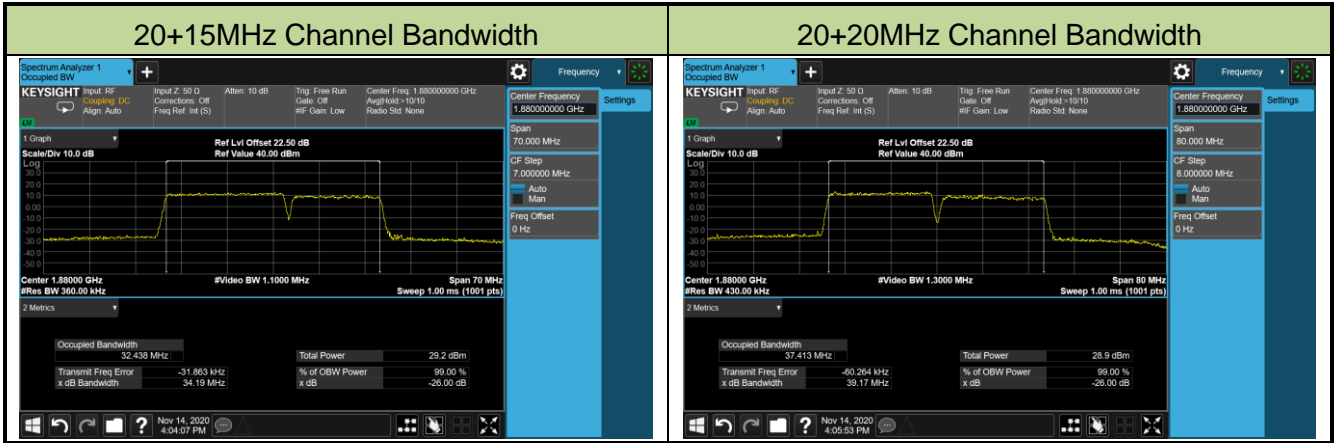 20+15MHz Channel Bandwidth
Spectrum Analyzer 1
Occupied BW
+
Frequency
KEYSIGHT
Input: RF
Coupling: DC
Align: Auto
Input Z: 50 Ω
Corrections: Off
Freq Ref: Int (S)
Atten: 10 dB
Trig: Free Run
Gate: Off
#IF Gain: Low
Center Freq: 1.880000000 GHz
Avg|Hold:>10/10
Radio Std: None
Center Frequency
1.880000000 GHz
Settings
Span
70.000 MHz
CF Step
7.000000 MHz
Auto
Man
Freq Offset
0 Hz
1 Graph
Scale/Div 10.0 dB
Ref Lvl Offset 22.50 dB
Ref Value 40.00 dBm
Log
30.0
20.0
10.0
0.00
-10.0
-20.0
-30.0
-40.0
-50.0
Center 1.88000 GHz
#Res BW 360.00 kHz
#Video BW 1.1000 MHz
Span 70 MHz
Sweep 1.00 ms (1001 pts)
2 Metrics
Occupied Bandwidth
32.438 MHz
Total Power 29.2 dBm
Transmit Freq Error -31.863 kHz
% of OBW Power 99.00 %
x dB Bandwidth 34.19 MHz
x dB -26.00 dB
?
Nov 14, 2020
4:04:07 PM
20+20MHz Channel Bandwidth
Spectrum Analyzer 1
Occupied BW
+
Frequency
KEYSIGHT
Input: RF
Coupling: DC
Align: Auto
Input Z: 50 Ω
Corrections: Off
Freq Ref: Int (S)
Atten: 10 dB
Trig: Free Run
Gate: Off
#IF Gain: Low
Center Freq: 1.880000000 GHz
Avg|Hold:>10/10
Radio Std: None
Center Frequency
1.880000000 GHz
Settings
Span
80.000 MHz
CF Step
8.000000 MHz
Auto
Man
Freq Offset
0 Hz
1 Graph
Scale/Div 10.0 dB
Ref Lvl Offset 22.50 dB
Ref Value 40.00 dBm
Log
30.0
20.0
10.0
0.00
-10.0
-20.0
-30.0
-40.0
-50.0
Center 1.88000 GHz
#Res BW 430.00 kHz
#Video BW 1.3000 MHz
Span 80 MHz
Sweep 1.00 ms (1001 pts)
2 Metrics
Occupied Bandwidth
37.413 MHz
Total Power 28.9 dBm
Transmit Freq Error -60.264 kHz
% of OBW Power 99.00 %
x dB Bandwidth 39.17 MHz
x dB -26.00 dB
?
Nov 14, 2020
4:05:53 PM